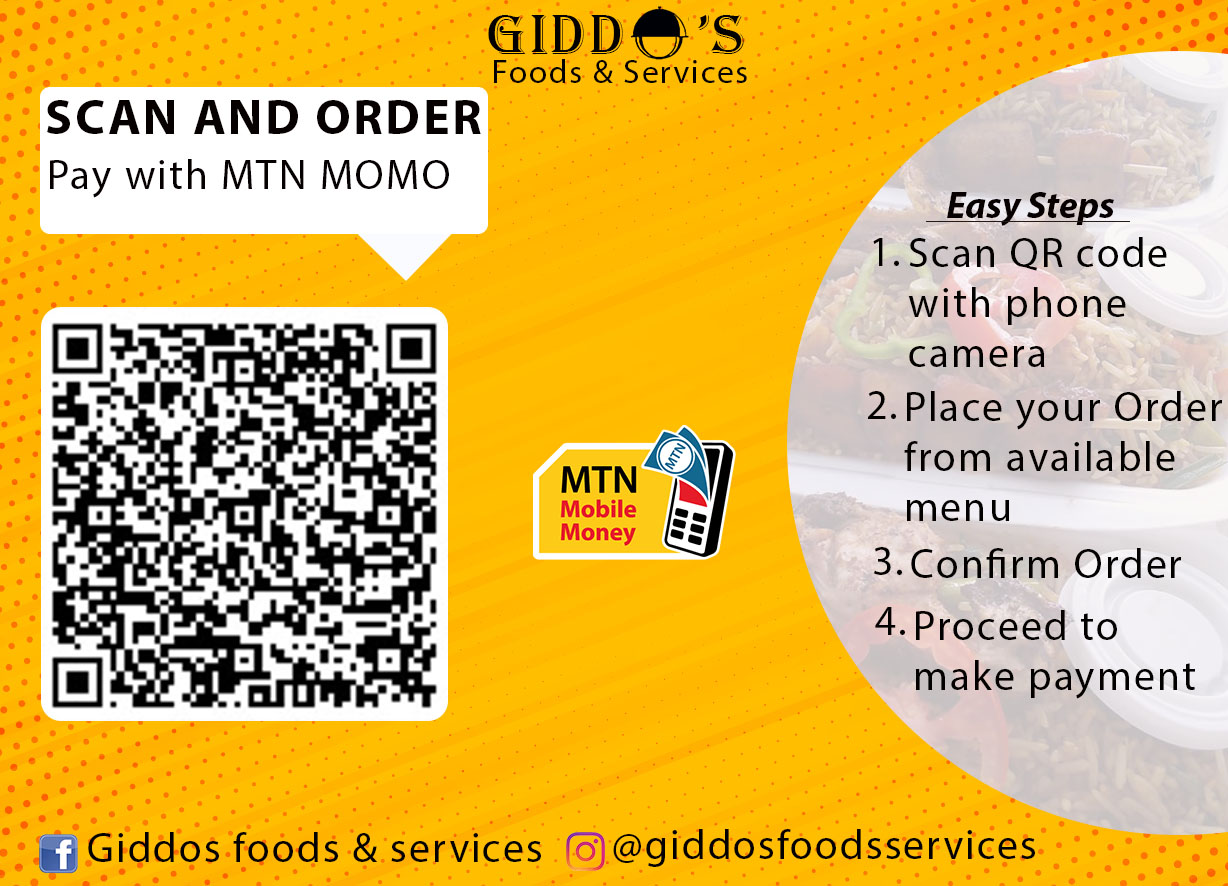 GIDDO'S
Foods & Services
SCAN AND ORDER
Pay with MTN MOMO
Easy Steps
1. Scan QR code
with phone
camera
2. Place your Order
from available
menu
3. Confirm Order
4. Proceed to
make payment
MTN
MTN
Mobile
Money
f Giddos foods & services @giddosfoodsservices